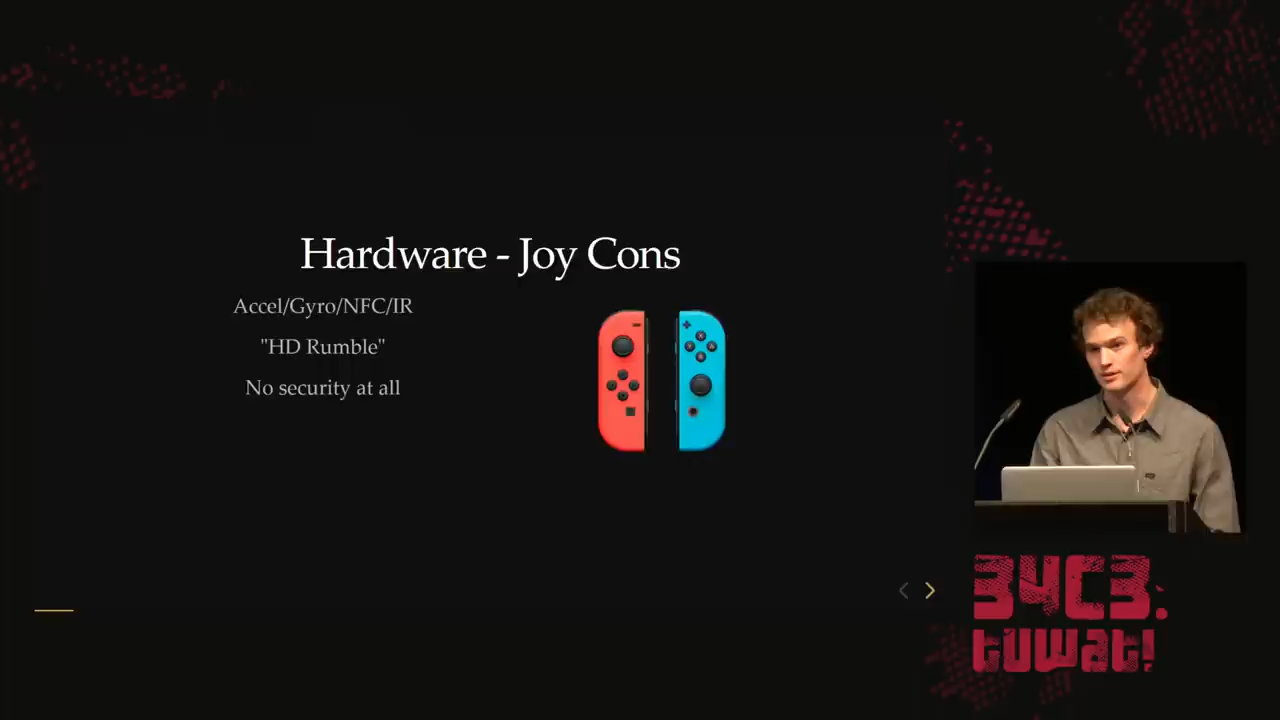 Hardware - Joy Cons
Accel/Gyro/NFC/IR
"HD Rumble"
No security at all
34C3.
tuwat!